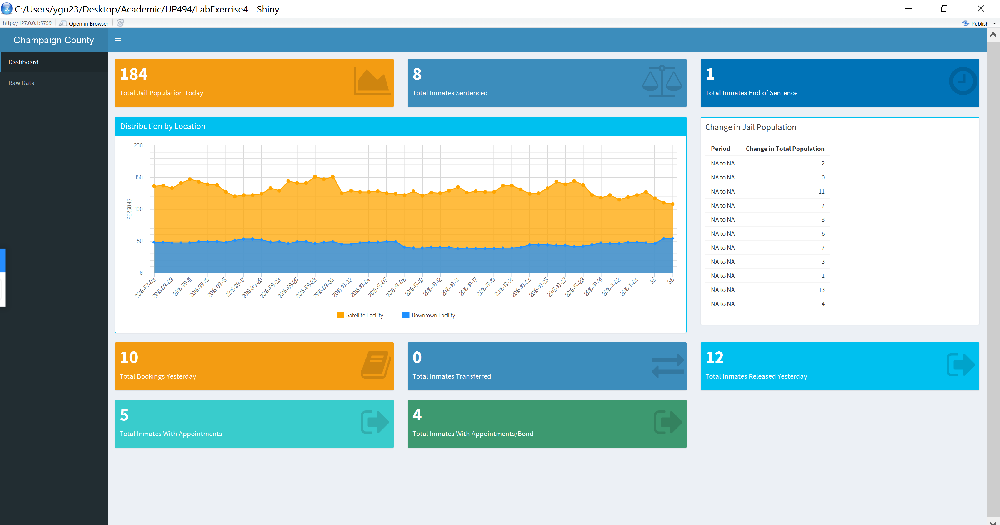 C:/Users/ygu23/Desktop/Academic/UP494/LabExercise4 - Shiny
http://127.0.0.1:5759 Open in Browser Publish
Champaign County
Dashboard
Raw Data
184
Total Jail Population Today
8
Total Inmates Sentenced
1
Total Inmates End of Sentence
Distribution by Location
200
150
100
50
0
PERSONS
2016-07-08 2016-09-09 2016-09-11 2016-09-13 2016-09-15 2016-09-17 2016-09-20 2016-09-23 2016-09-26 2016-09-28 2016-09-30 2016-10-02 2016-10-04 2016-10-06 2016-10-08 2016-10-10 2016-10-12 2016-10-14 2016-10-17 2016-10-19 2016-10-21 2016-10-23 2016-10-25 2016-10-27 2016-10-29 2016-10-31 2016-11-02 2016-11-04 56 58
Satellite Facility Downtown Facility
Change in Jail Population
Period Change in Total Population
NA to NA -2
NA to NA 0
NA to NA -11
NA to NA 7
NA to NA 3
NA to NA 6
NA to NA -7
NA to NA 3
NA to NA -1
NA to NA -13
NA to NA -4
10
Total Bookings Yesterday
0
Total Inmates Transferred
12
Total Inmates Released Yesterday
5
Total Inmates With Appointments
4
Total Inmates With Appointments/Bond